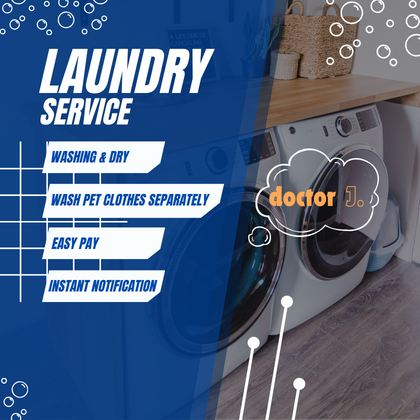 LAUNDRY
SERVICE
WASHING & DRY
WASH PET CLOTHES SEPARATELY
EASY PAY
INSTANT NOTIFICATION
doctor J.